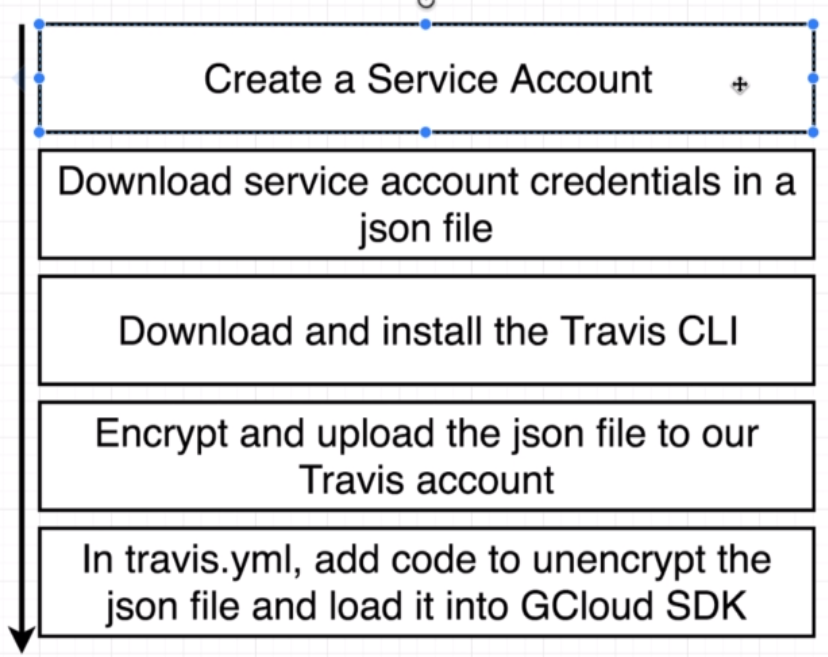 Create a Service Account
Download service account credentials in a
json file
Download and install the Travis CLI
Encrypt and upload the json file to our
Travis account
In travis.yml, add code to unencrypt the
json file and load it into GCloud SDK